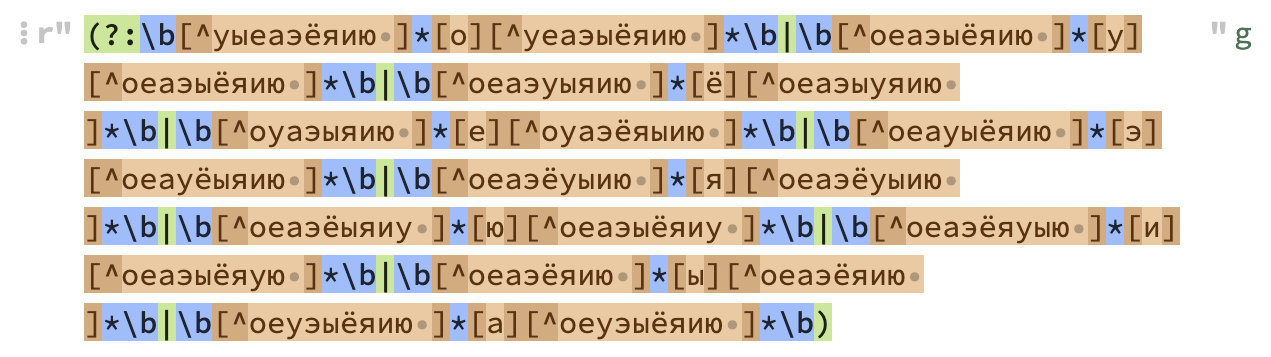 r" (?:\b[^уыеаэёяию ]*[о][^уеаэыёяию ]*\b|\b[^оеаэыёяию ]*[у] " g
[^оеаэыёяию ]*\b|\b[^оеаэуыяию ]*[ё][^оеаэыуяию
]*\b|\b[^оуаэыяию ]*[е][^оуаэёяыию ]*\b|\b[^оеауыёяию ]*[э]
[^оеауёыяию ]*\b|\b[^оеаэёуыию ]*[я][^оеаэёуыию
]*\b|\b[^оеаэёыяиу ]*[ю][^оеаэыёяиу ]*\b|\b[^оеаэёяуыю ]*[и]
[^оеаэыёяую ]*\b|\b[^оеаэёяию ]*[ы][^оеаэёяию
]*\b|\b[^оеуэыёяию ]*[а][^оеуэыёяию ]*\b)